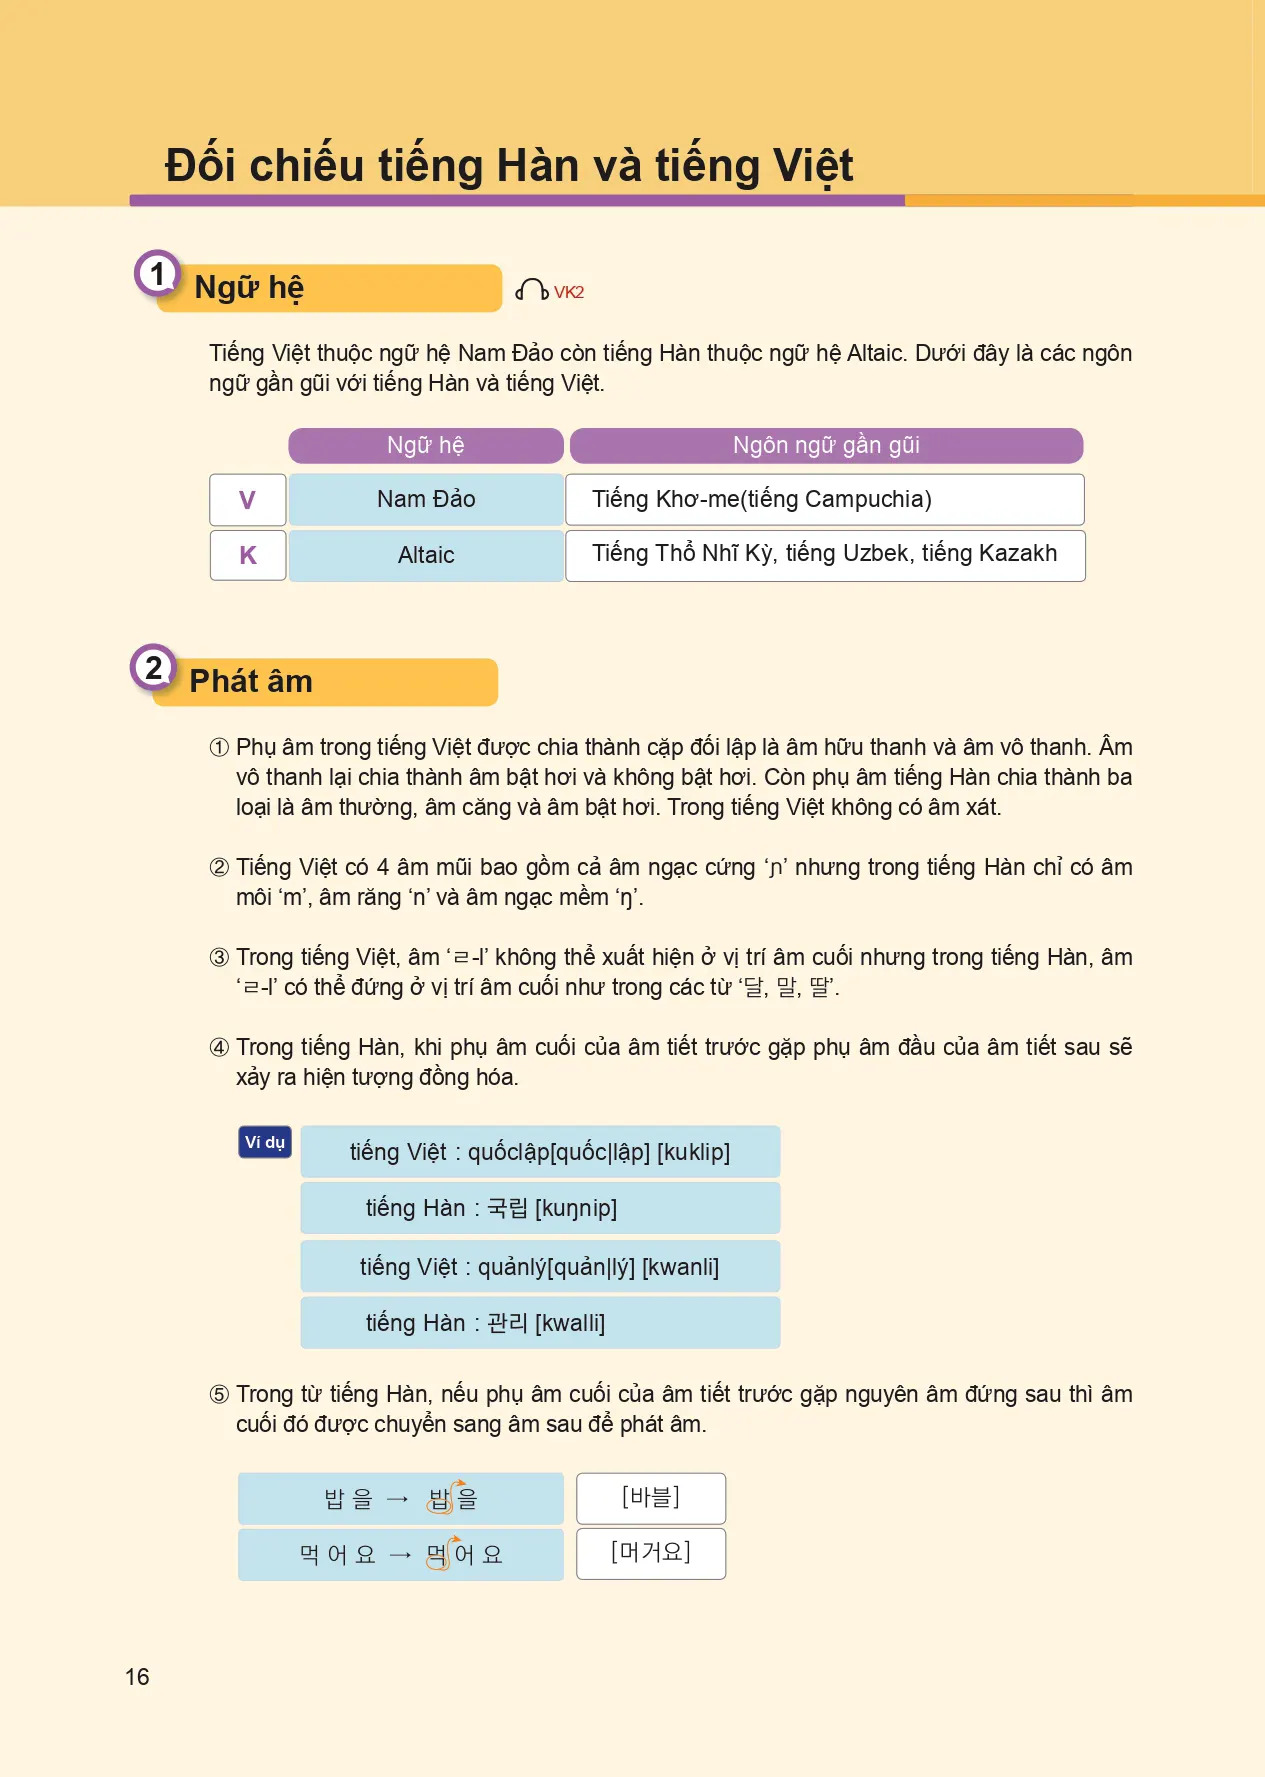 Đối chiếu tiếng Hàn và tiếng Việt
1 Ngữ hệ VK2
Tiếng Việt thuộc ngữ hệ Nam Đảo còn tiếng Hàn thuộc ngữ hệ Altaic. Dưới đây là các ngôn
ngữ gần gũi với tiếng Hàn và tiếng Việt.
Ngữ hệ Ngôn ngữ gần gũi
V Nam Đảo Tiếng Khơ-me(tiếng Campuchia)
K Altaic Tiếng Thổ Nhĩ Kỳ, tiếng Uzbek, tiếng Kazakh
2 Phát âm
① Phụ âm trong tiếng Việt được chia thành cặp đối lập là âm hữu thanh và âm vô thanh. Âm
vô thanh lại chia thành âm bật hơi và không bật hơi. Còn phụ âm tiếng Hàn chia thành ba
loại là âm thường, âm căng và âm bật hơi. Trong tiếng Việt không có âm xát.
② Tiếng Việt có 4 âm mũi bao gồm cả âm ngạc cứng ‘ɲ’ nhưng trong tiếng Hàn chỉ có âm
môi ‘m’, âm răng ‘n’ và âm ngạc mềm ‘ŋ’.
③ Trong tiếng Việt, âm ‘ㄹ-l’ không thể xuất hiện ở vị trí âm cuối nhưng trong tiếng Hàn, âm
‘ㄹ-l’ có thể đứng ở vị trí âm cuối như trong các từ ‘달, 말, 딸’.
④ Trong tiếng Hàn, khi phụ âm cuối của âm tiết trước gặp phụ âm đầu của âm tiết sau sẽ
xảy ra hiện tượng đồng hóa.
Ví dụ tiếng Việt : quốclập[quốc|lập] [kuklip]
tiếng Hàn : 국립 [kuŋnip]
tiếng Việt : quảnlý[quản|lý] [kwanli]
tiếng Hàn : 관리 [kwalli]
⑤ Trong từ tiếng Hàn, nếu phụ âm cuối của âm tiết trước gặp nguyên âm đứng sau thì âm
cuối đó được chuyển sang âm sau để phát âm.
밥 을 → 밥 을 [바블]
먹 어 요 → 먹 어 요 [머거요]
16